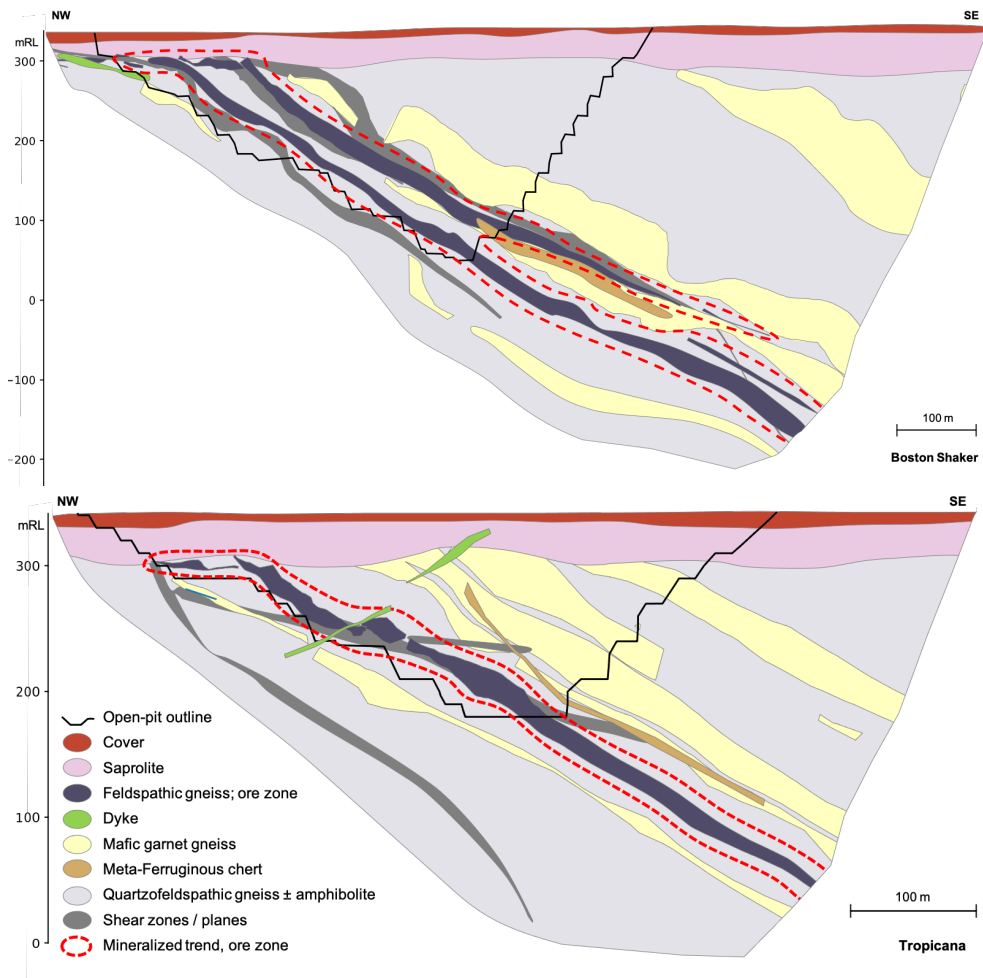 NW
SE
mRL
300
200
100
0
−100
−200
100 m
Boston Shaker
NW
SE
mRL
300
200
100
0
Open-pit outline
Cover
Saprolite
Feldspathic gneiss; ore zone
Dyke
Mafic garnet gneiss
Meta-Ferruginous chert
Quartzofeldspathic gneiss ± amphibolite
Shear zones / planes
Mineralized trend, ore zone
100 m
Tropicana